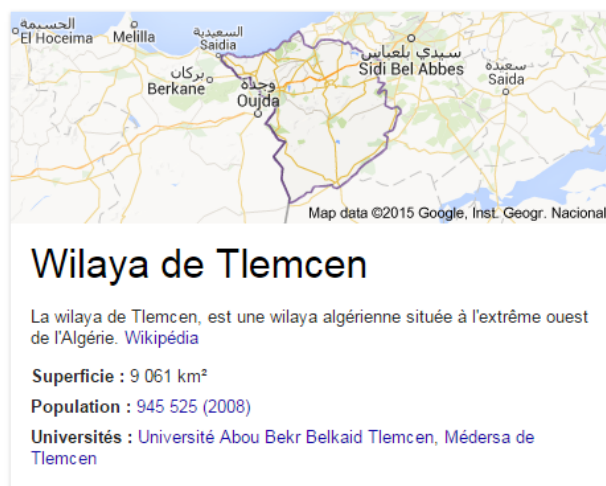 الحسيمة
El Hoceima
Melilla
السعيدية
Saidia
بركان
Berkane
وجدة
Oujda
سيدي بلعباس
Sidi Bel Abbes
سعيدة
Saida
Map data ©2015 Google, Inst. Geogr. Nacional
Wilaya de Tlemcen
La wilaya de Tlemcen, est une wilaya algérienne située à l'extrême ouest
de l'Algérie. Wikipédia
Superficie : 9 061 km²
Population : 945 525 (2008)
Universités : Université Abou Bekr Belkaid Tlemcen, Médersa de
Tlemcen